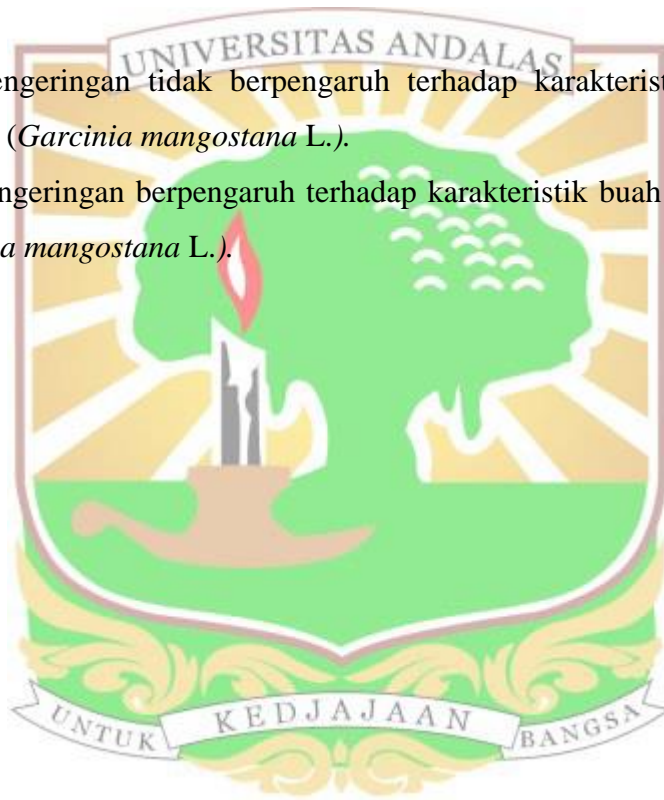 UNIVERSITAS ANDALAS
engeringan tidak berpengaruh terhadap karakterist
(Garcinia mangostana L.).
ngeringan berpengaruh terhadap karakteristik buah
a mangostana L.).
UNTUK KEDJAJAAN BANGSA